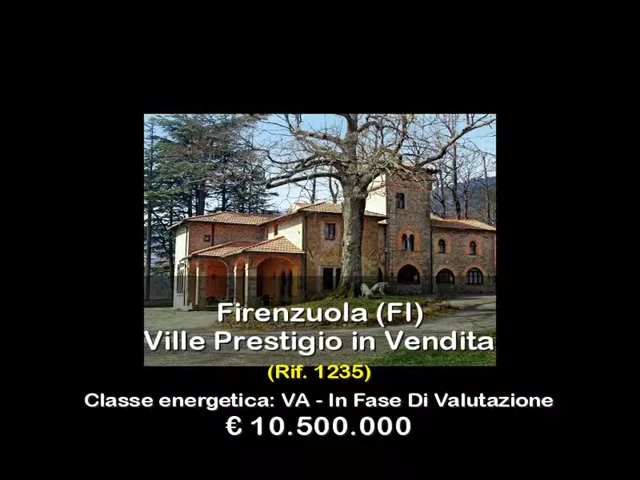 Firenzuola (FI)
Ville Prestigio in Vendita
(Rif. 1235)
Classe energetica: VA - In Fase Di Valutazione
€ 10.500.000